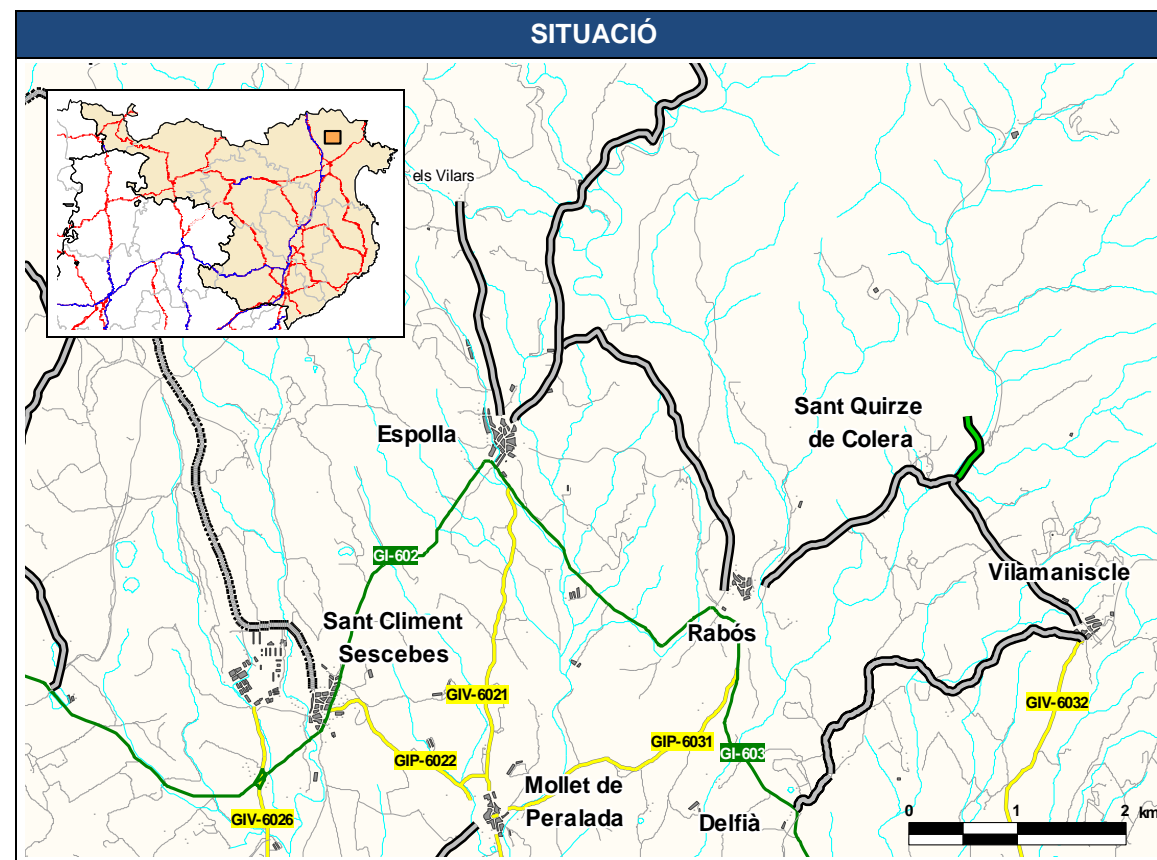 SITUACIÓ
els Vilars
Espolla
Sant Quirze
de Colera
GI-602
Vilamaniscle
Sant Climent
Sescebes
Rabós
GIV-6021
GIV-6032
GIP-6031
GI-603
GIP-6022
Mollet de
Peralada
GIV-6026
Delfià
0 1 2 km